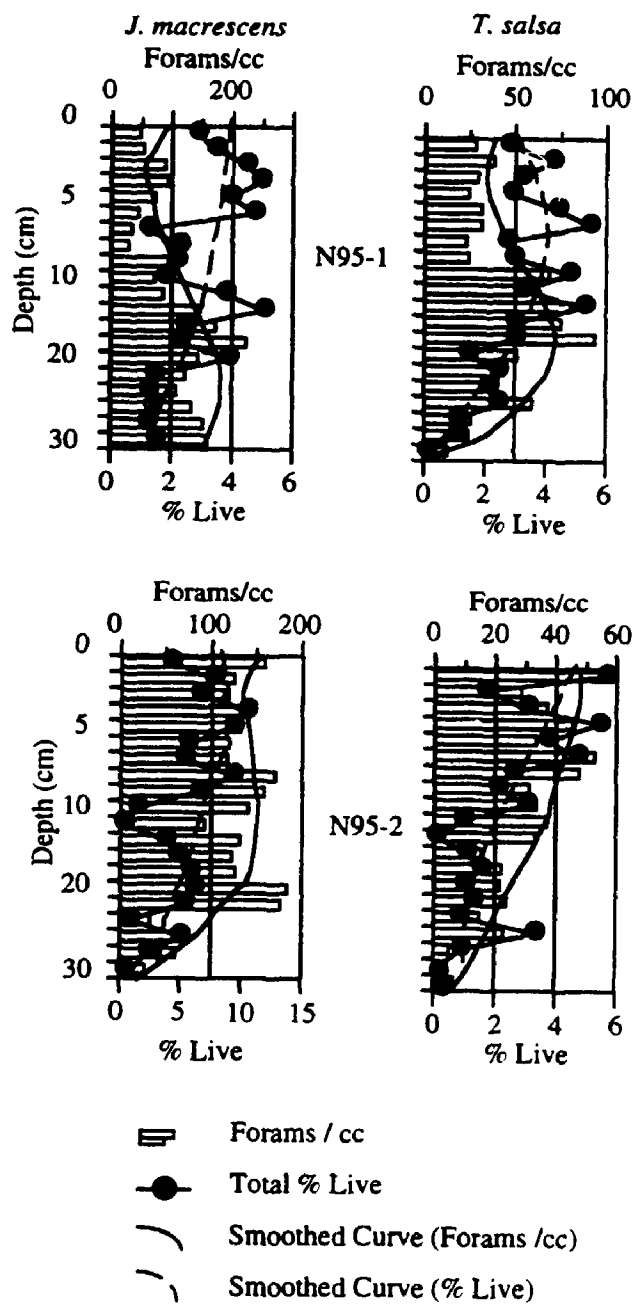 J. macrescens
T. salsa
Forams/cc
Forams/cc
0 200
0 50 100
0
5
10
20
30
Depth (cm)
N95-1
0 2 4 6
% Live
0 2 4 6
% Live
Forams/cc
Forams/cc
0 100 200
0 20 40 60
0
5
10
20
30
Depth (cm)
N95-2
0 5 10 15
% Live
0 2 4 6
% Live
Forams / cc
Total % Live
Smoothed Curve (Forams /cc)
Smoothed Curve (% Live)